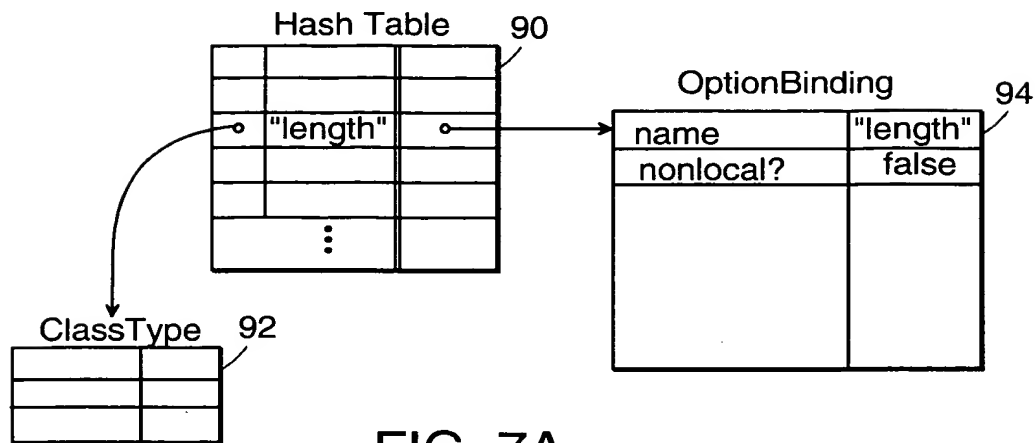 Hash Table
90
OptionBinding
94
"length"
name "length"
nonlocal? false
ClassType
92
FIG. 7A